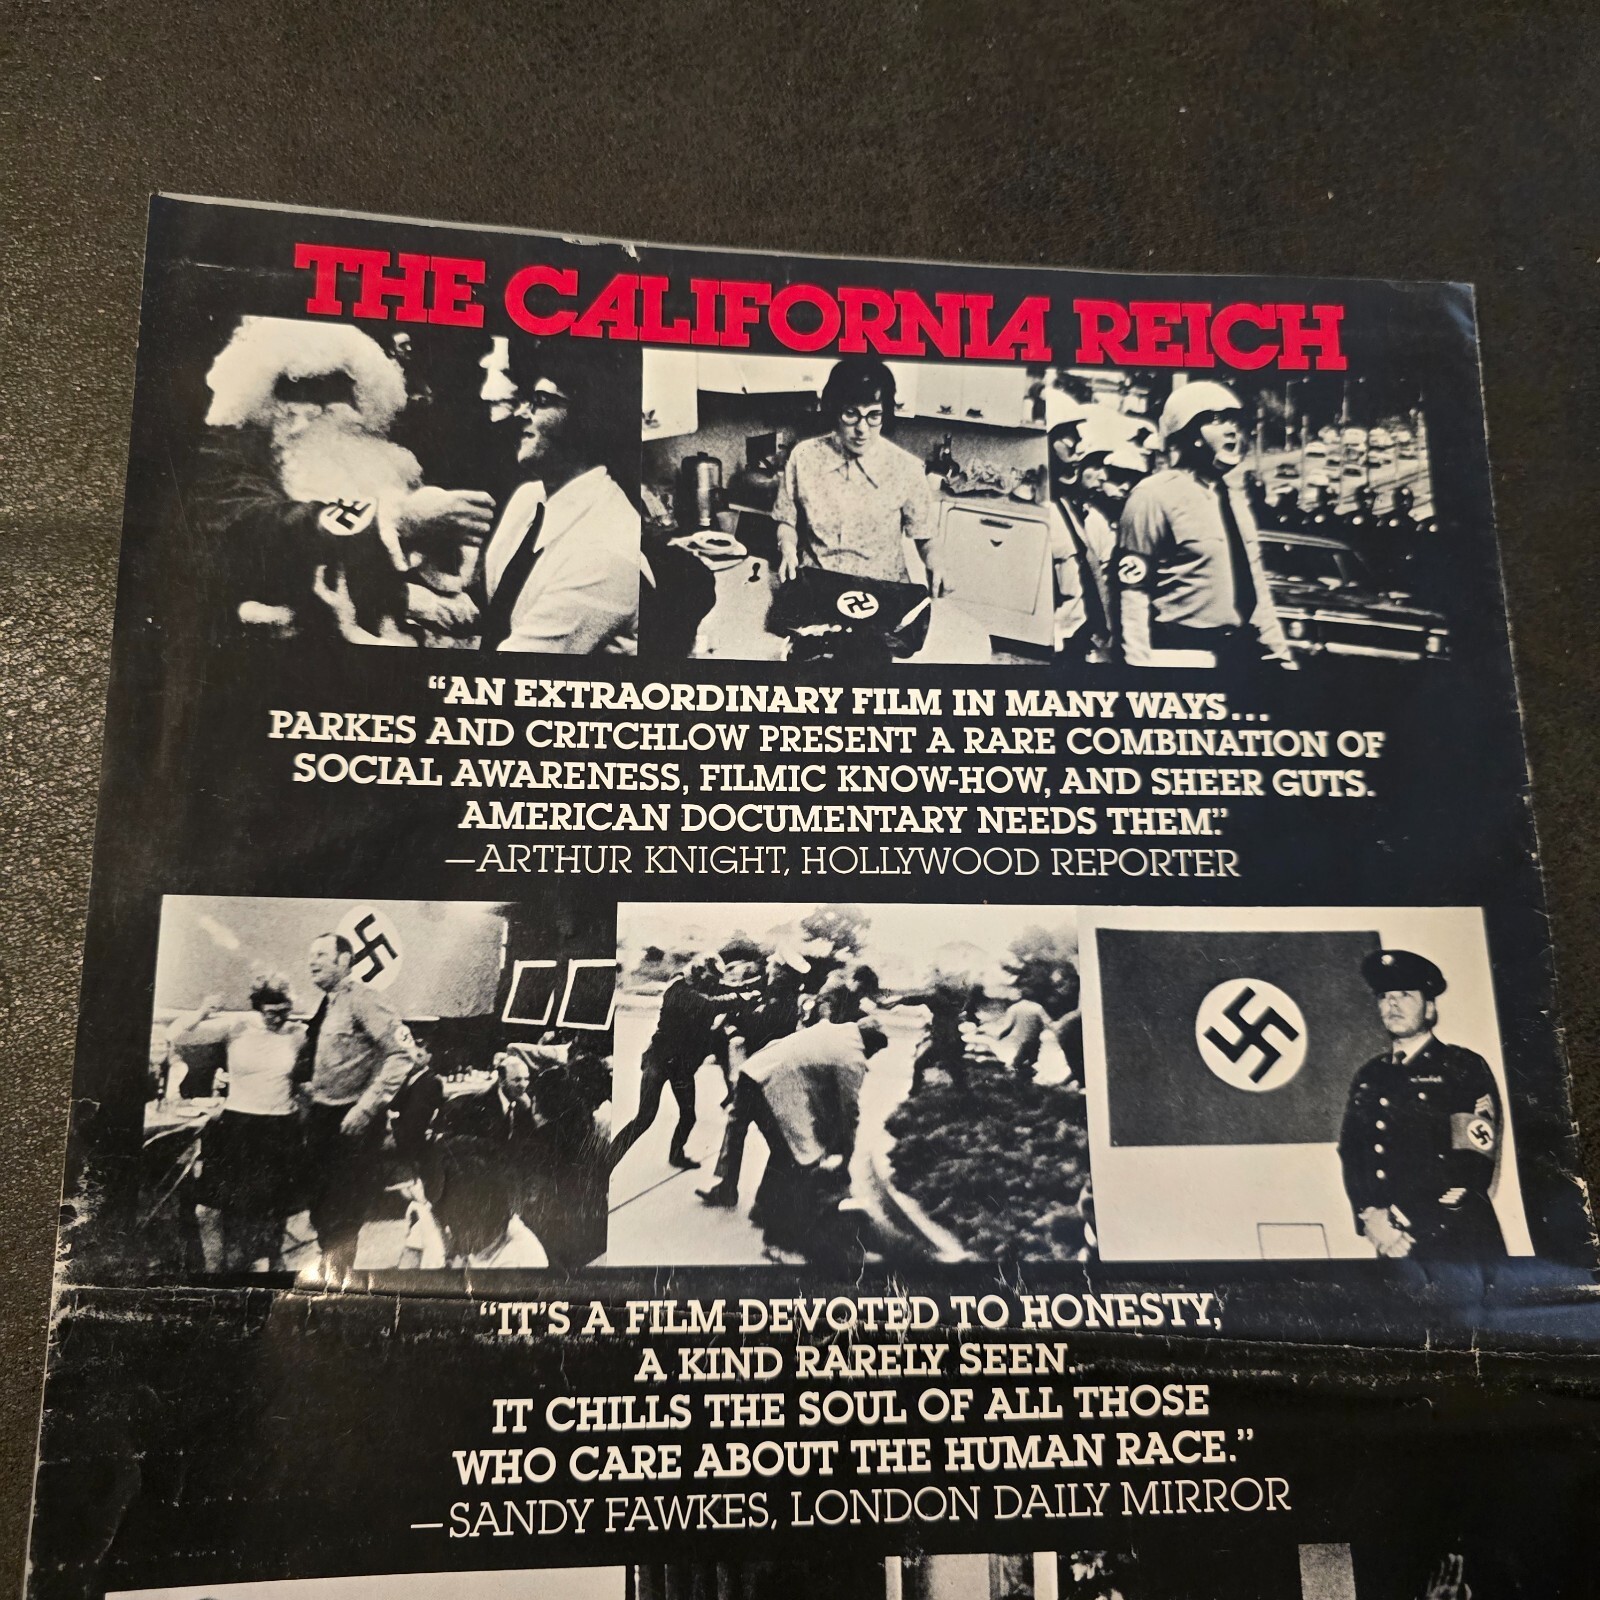 THE CALIFORNIA REICH
“AN EXTRAORDINARY FILM IN MANY WAYS...
PARKES AND CRITCHLOW PRESENT A RARE COMBINATION OF
SOCIAL AWARENESS, FILMIC KNOW-HOW, AND SHEER GUTS.
AMERICAN DOCUMENTARY NEEDS THEM.”
—ARTHUR KNIGHT, HOLLYWOOD REPORTER
“IT’S A FILM DEVOTED TO HONESTY,
A KIND RARELY SEEN.
IT CHILLS THE SOUL OF ALL THOSE
WHO CARE ABOUT THE HUMAN RACE.”
—SANDY FAWKES, LONDON DAILY MIRROR